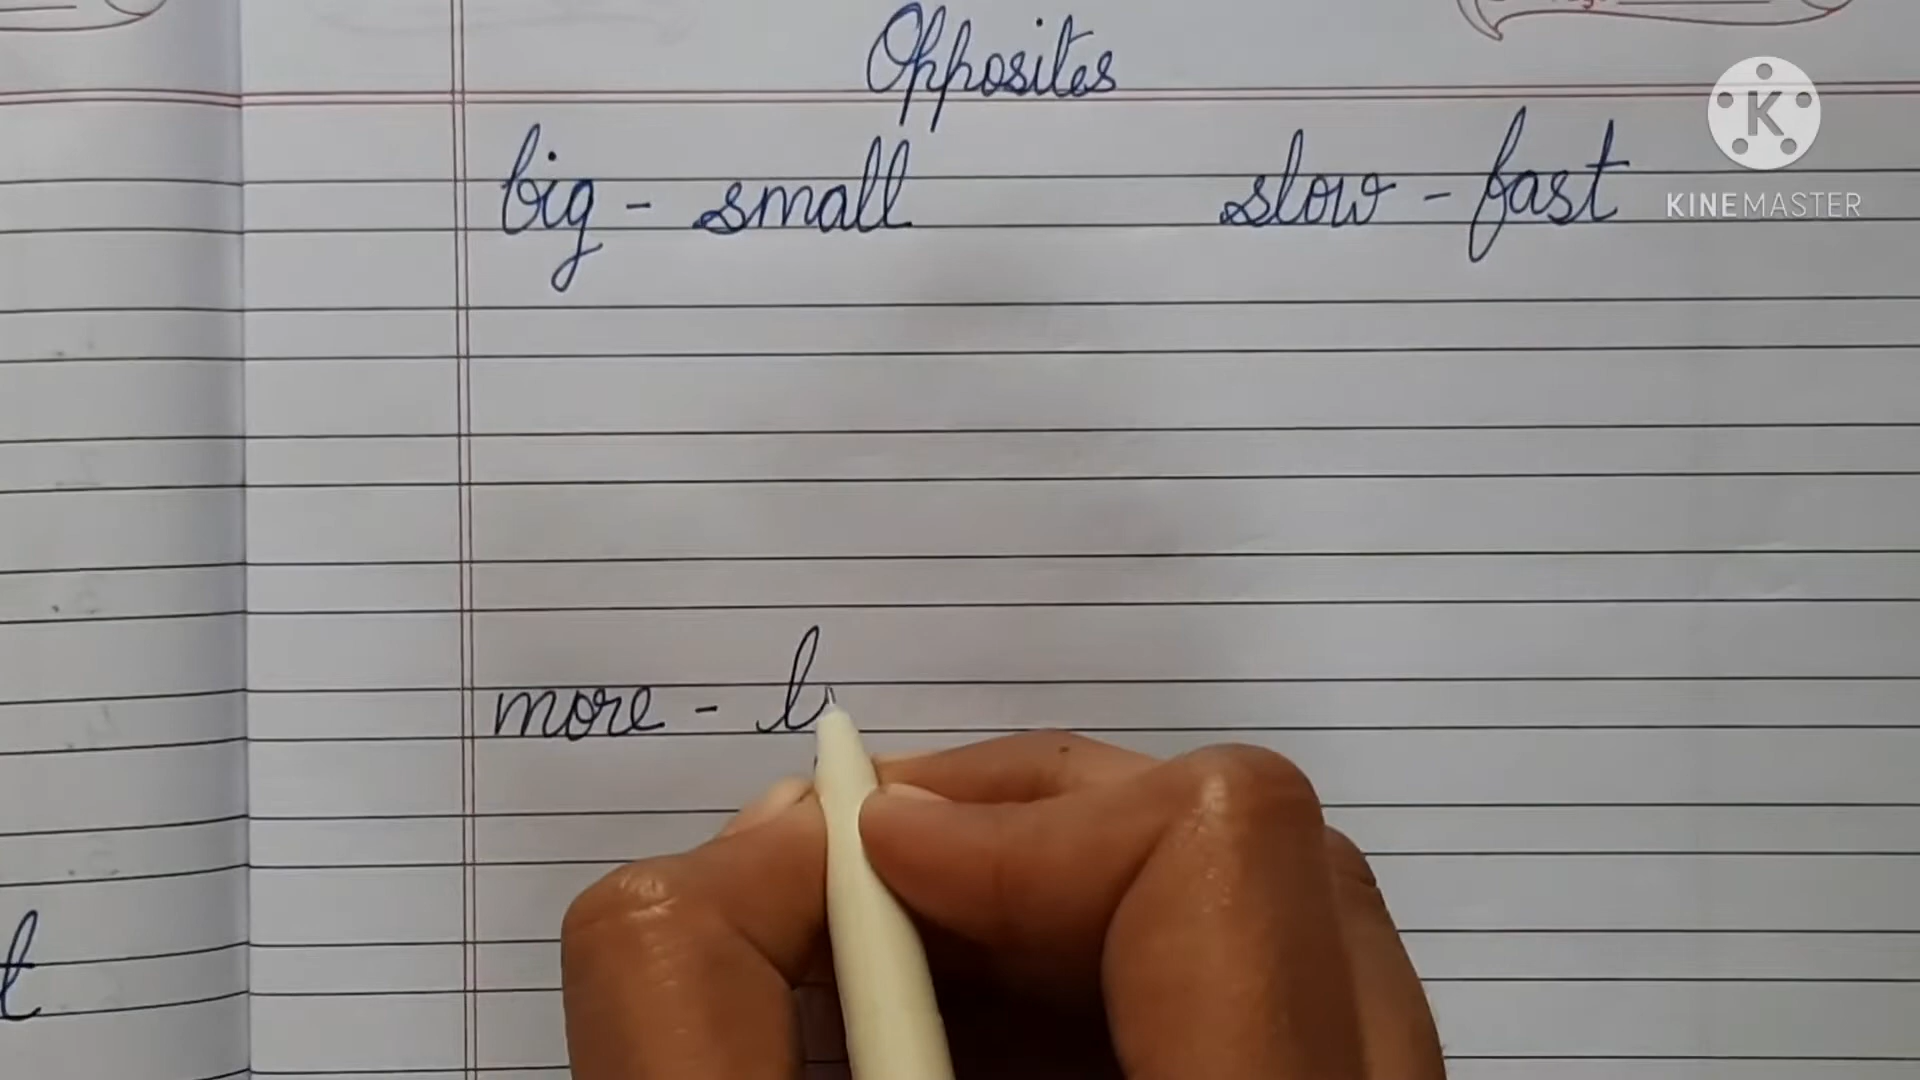 Opposites
big - small slow - fast
K
KINEMASTER
more - l
t